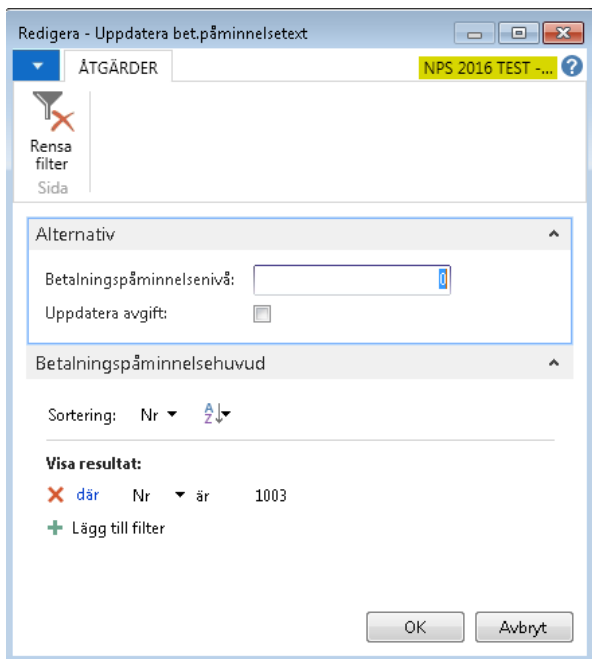 Redigera - Uppdatera bet.påminnelsetext
ÅTGÄRDER
NPS 2016 TEST -...
Rensa
filter
Sida
Alternativ
Betalningspåminnelsenivå: 0
Uppdatera avgift:
Betalningspåminnelsehuvud
Sortering: Nr
Visa resultat:
där Nr är 1003
Lägg till filter
OK Avbryt